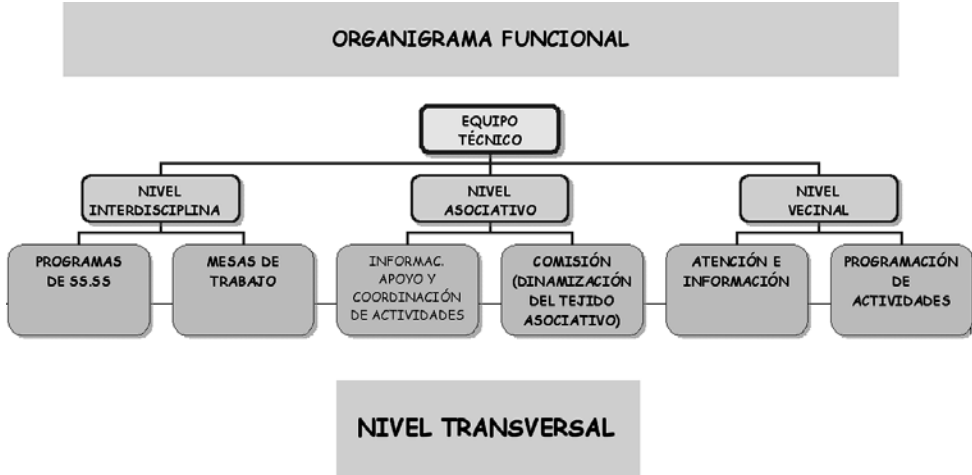 ORGANIGRAMA FUNCIONAL
EQUIPO
TÉCNICO
NIVEL
INTERDISCIPLINA
NIVEL
ASOCIATIVO
NIVEL
VECINAL
PROGRAMAS
DE SS.SS
MESAS DE
TRABAJO
INFORMAC.
APOYO Y
COORDINACIÓN
DE ACTIVIDADES
COMISIÓN
(DINAMIZACIÓN
DEL TEJIDO
ASOCIATIVO)
ATENCIÓN E
INFORMACIÓN
PROGRAMACIÓN
DE
ACTIVIDADES
NIVEL TRANSVERSAL